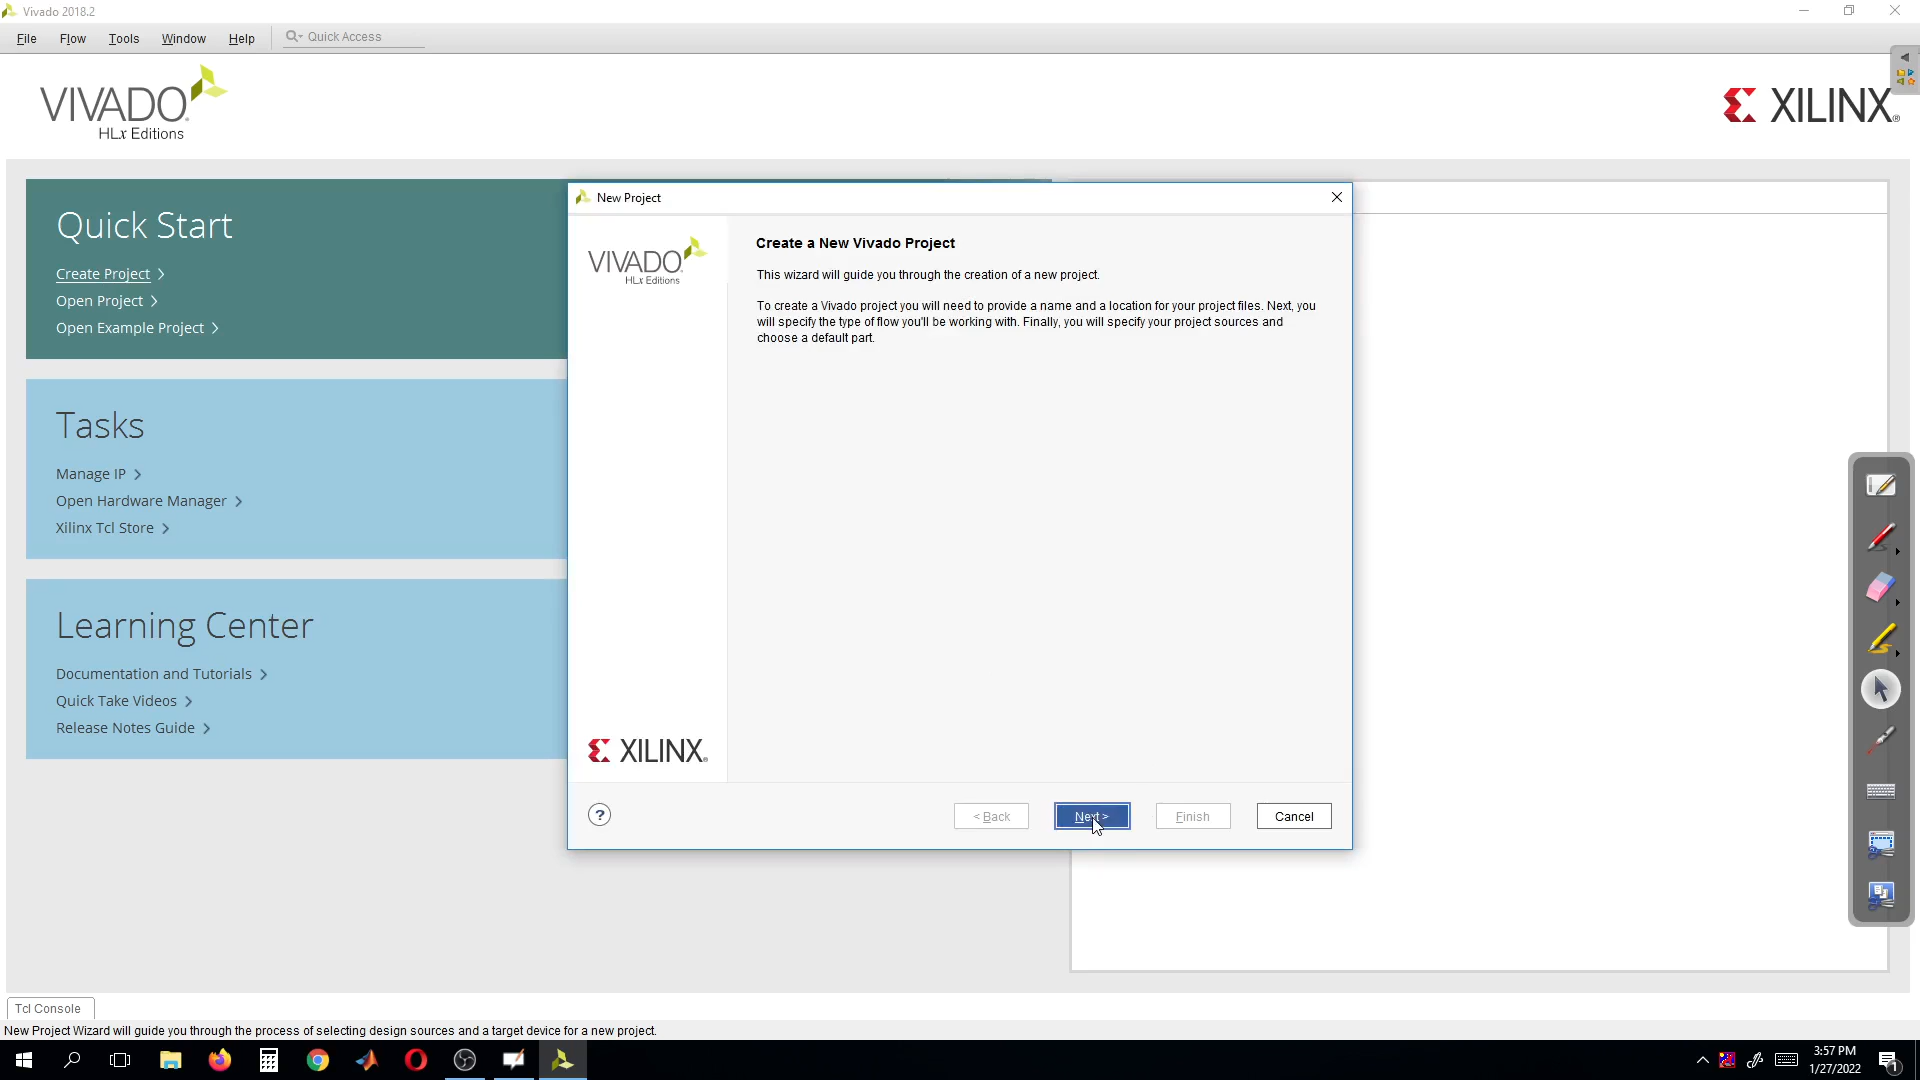 Vivado 2018.2
File Flow Tools Window Help Quick Access
VIVADO.
HLx Editions
XILINX®
Quick Start
Create Project
Open Project
Open Example Project
Tasks
Manage IP
Open Hardware Manager
Xilinx Tcl Store
Learning Center
Documentation and Tutorials
Quick Take Videos
Release Notes Guide
New Project
VIVADO.
HLx Editions
Create a New Vivado Project
This wizard will guide you through the creation of a new project.
To create a Vivado project you will need to provide a name and a location for your project files. Next, you
will specify the type of flow you'll be working with. Finally, you will specify your project sources and
choose a default part.
XILINX®
? < Back Next > Finish Cancel
Tcl Console
New Project Wizard will guide you through the process of selecting design sources and a target device for a new project.
3:57 PM
1/27/2022
1